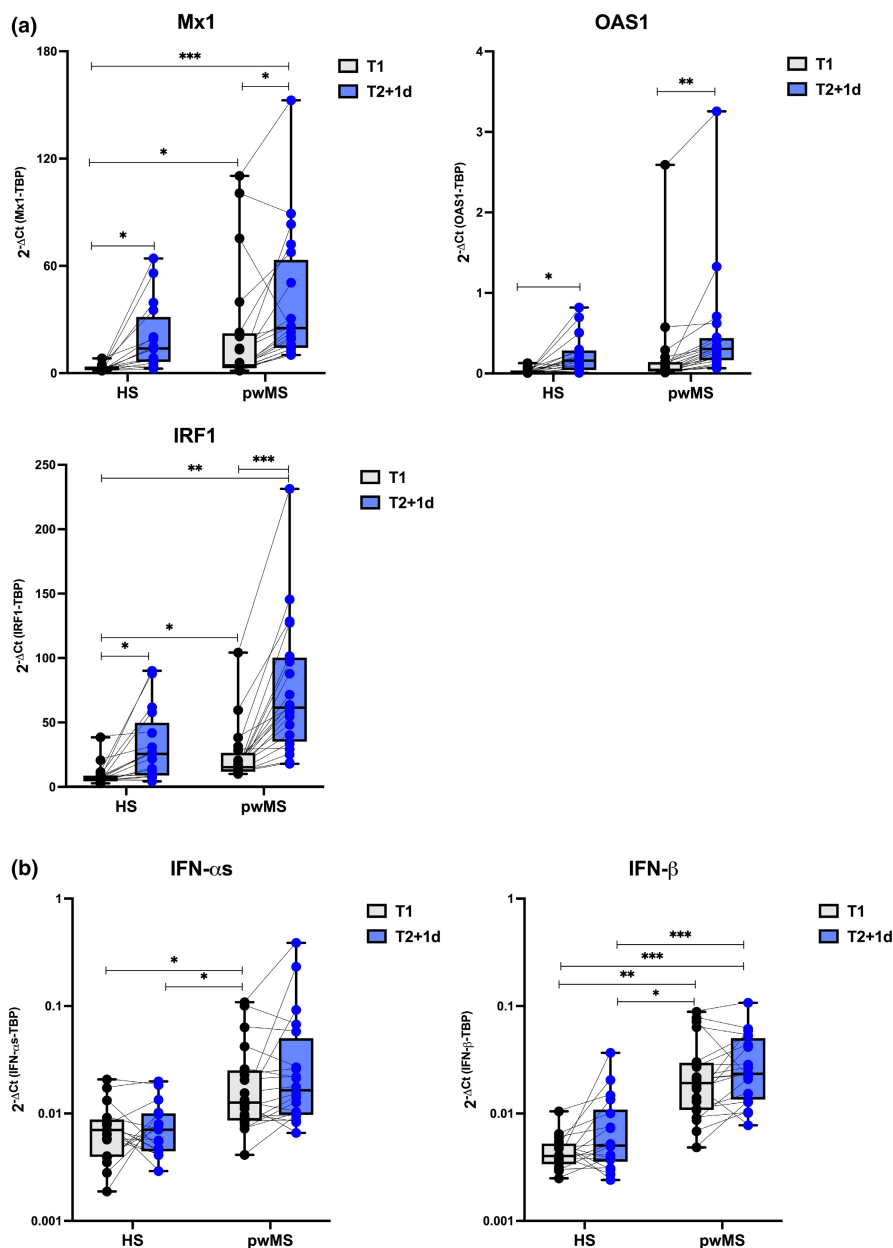 (a)
Mx1
T1
T2+1d
2-ΔCt (Mx1-TBP)
180
120
60
0
***
*
*
*
HS
pwMS
OAS1
T1
T2+1d
2-ΔCt (OAS1-TBP)
4
3
2
1
0
**
*
HS
pwMS
IRF1
T1
T2+1d
2-ΔCt (IRF1-TBP)
250
200
150
100
50
0
***
**
*
*
HS
pwMS
(b)
IFN-αs
T1
T2+1d
2-ΔCt (IFN-αs-TBP)
1
0.1
0.01
0.001
*
*
HS
pwMS
IFN-β
T1
T2+1d
2-ΔCt (IFN-β-TBP)
1
0.1
0.01
0.001
***
***
**
*
HS
pwMS